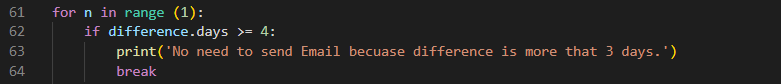 61 for n in range (1):
62     if difference.days >= 4:
63         print('No need to send Email becuase difference is more that 3 days.')
64         break